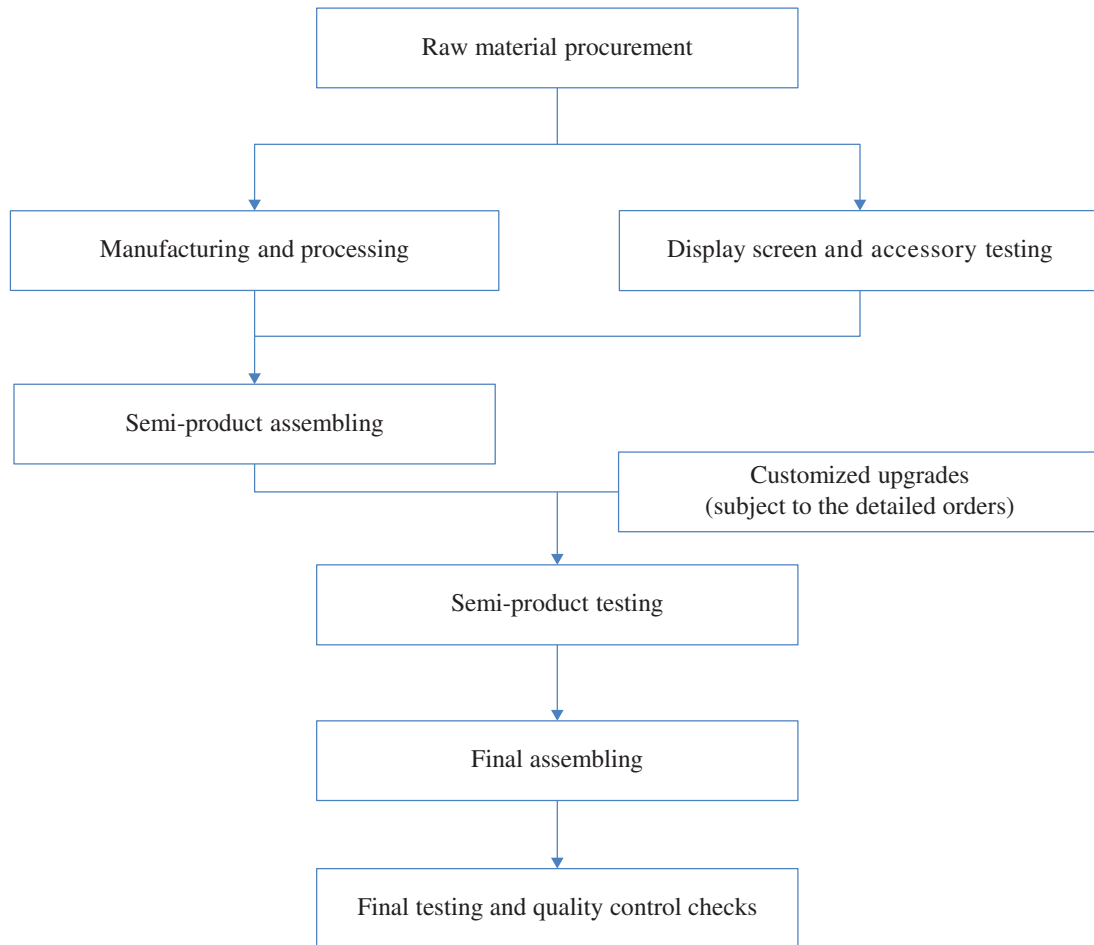 Raw material procurement
Manufacturing and processing
Display screen and accessory testing
Semi-product assembling
Customized upgrades
(subject to the detailed orders)
Semi-product testing
Final assembling
Final testing and quality control checks